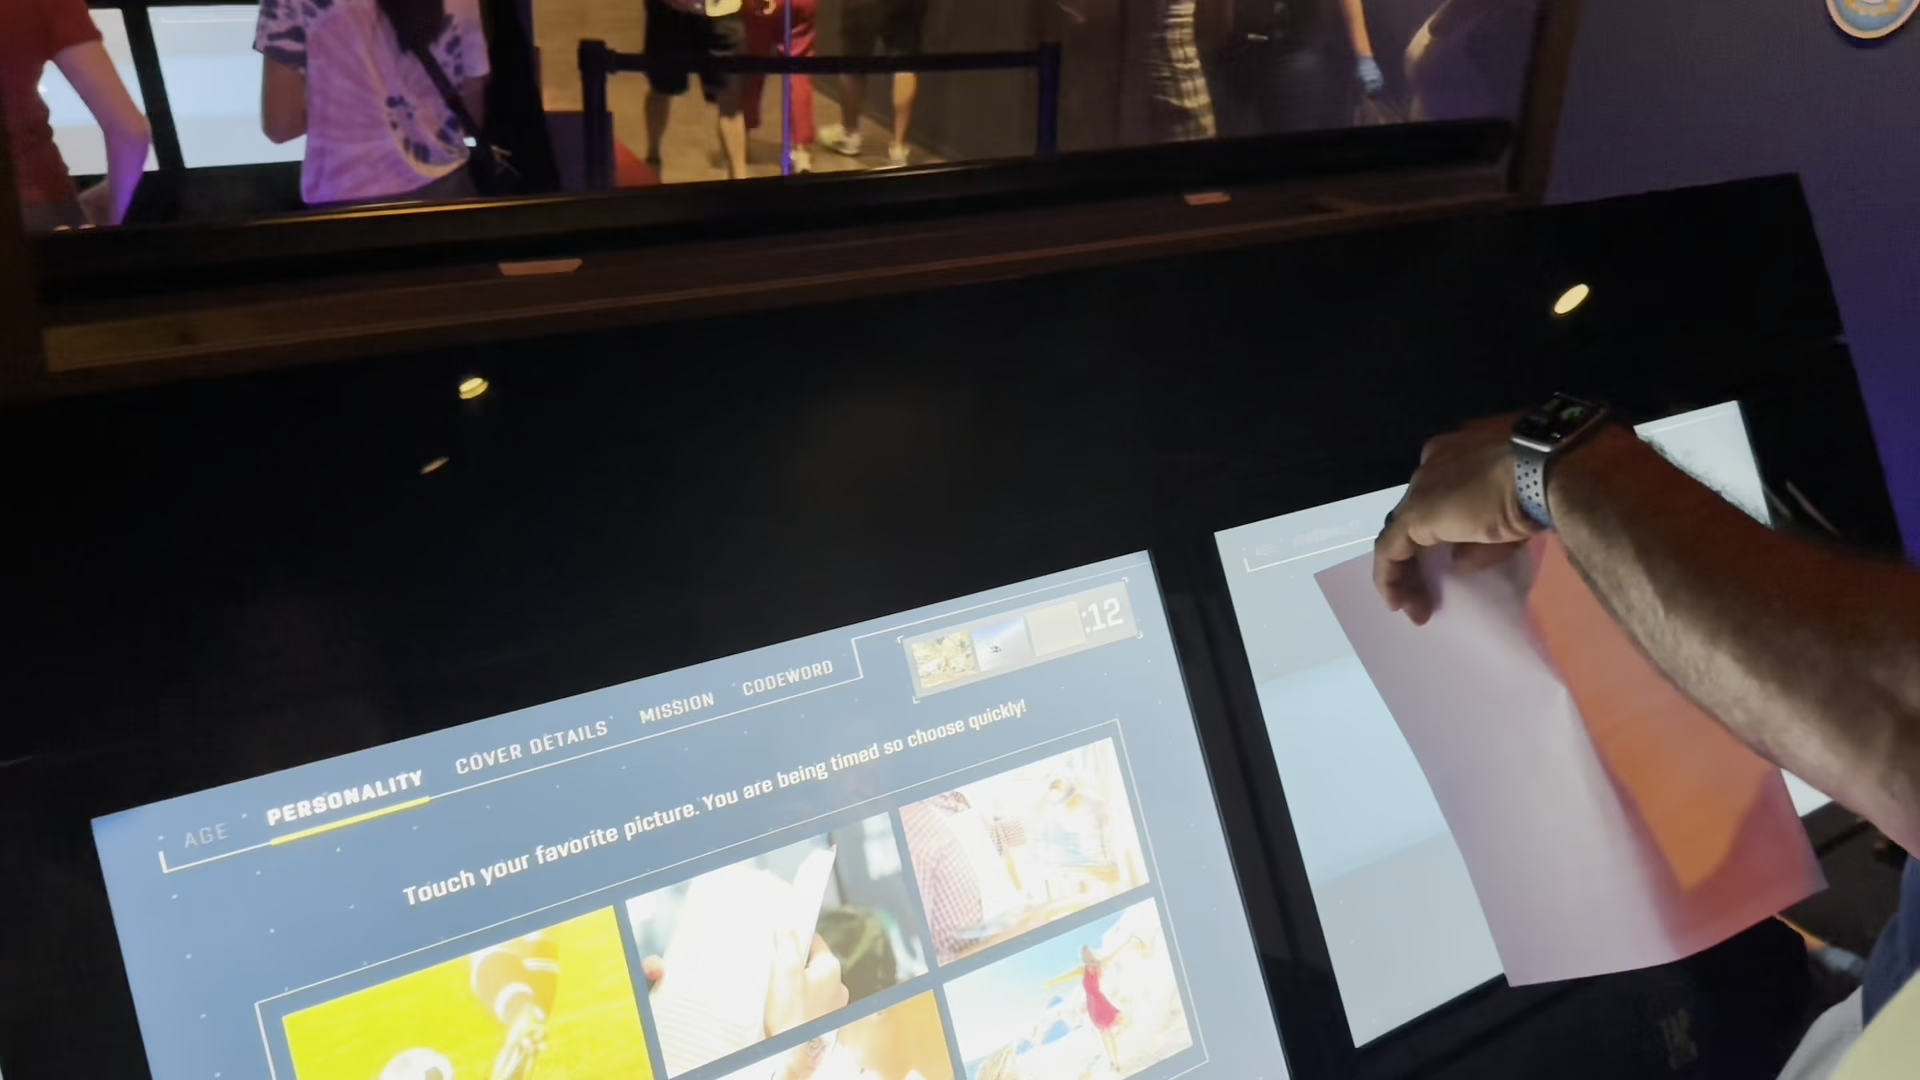 AGE PERSONALITY COVER DETAILS MISSION CODEWORD
:12
Touch your favorite picture. You are being timed so choose quickly!